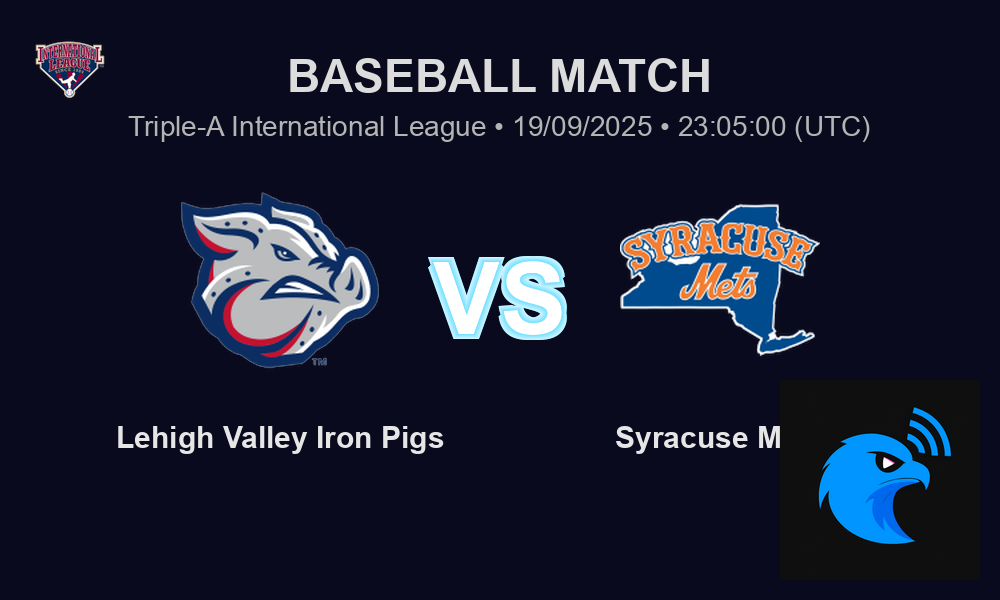 INTERNATIONAL
LEAGUE
BASEBALL MATCH
Triple-A International League • 19/09/2025 • 23:05:00 (UTC)
SYRACUSE
Mets
VS
TM
Lehigh Valley Iron Pigs
Syracuse M